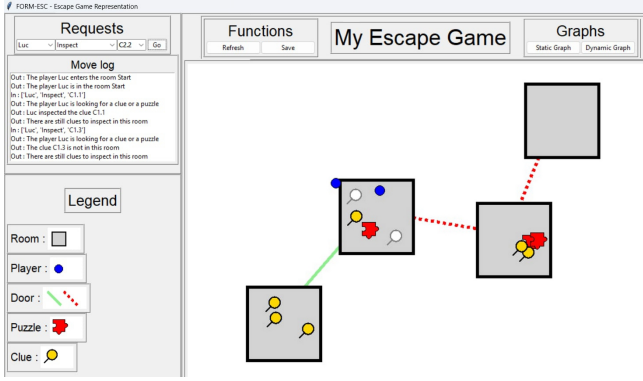 FORM-ESC - Escape Game Representation
Requests
Luc Inspect C2.2 Go
Move log
Out : The player Luc enters the room Start
Out : The player Luc is in the room Start
In : ['Luc', 'Inspect', 'C1.1']
Out : The player Luc is looking for a clue or a puzzle
Out : Luc inspected the clue C1.1
Out : There are still clues to inspect in this room
In : ['Luc', 'Inspect', 'C1.3']
Out : The player Luc is looking for a clue or a puzzle
Out : The clue C1.3 is not in this room
Out : There are still clues to inspect in this room
Legend
Room :
Player :
Door :
Puzzle :
Clue :
Functions
Refresh Save
My Escape Game
Graphs
Static Graph Dynamic Graph